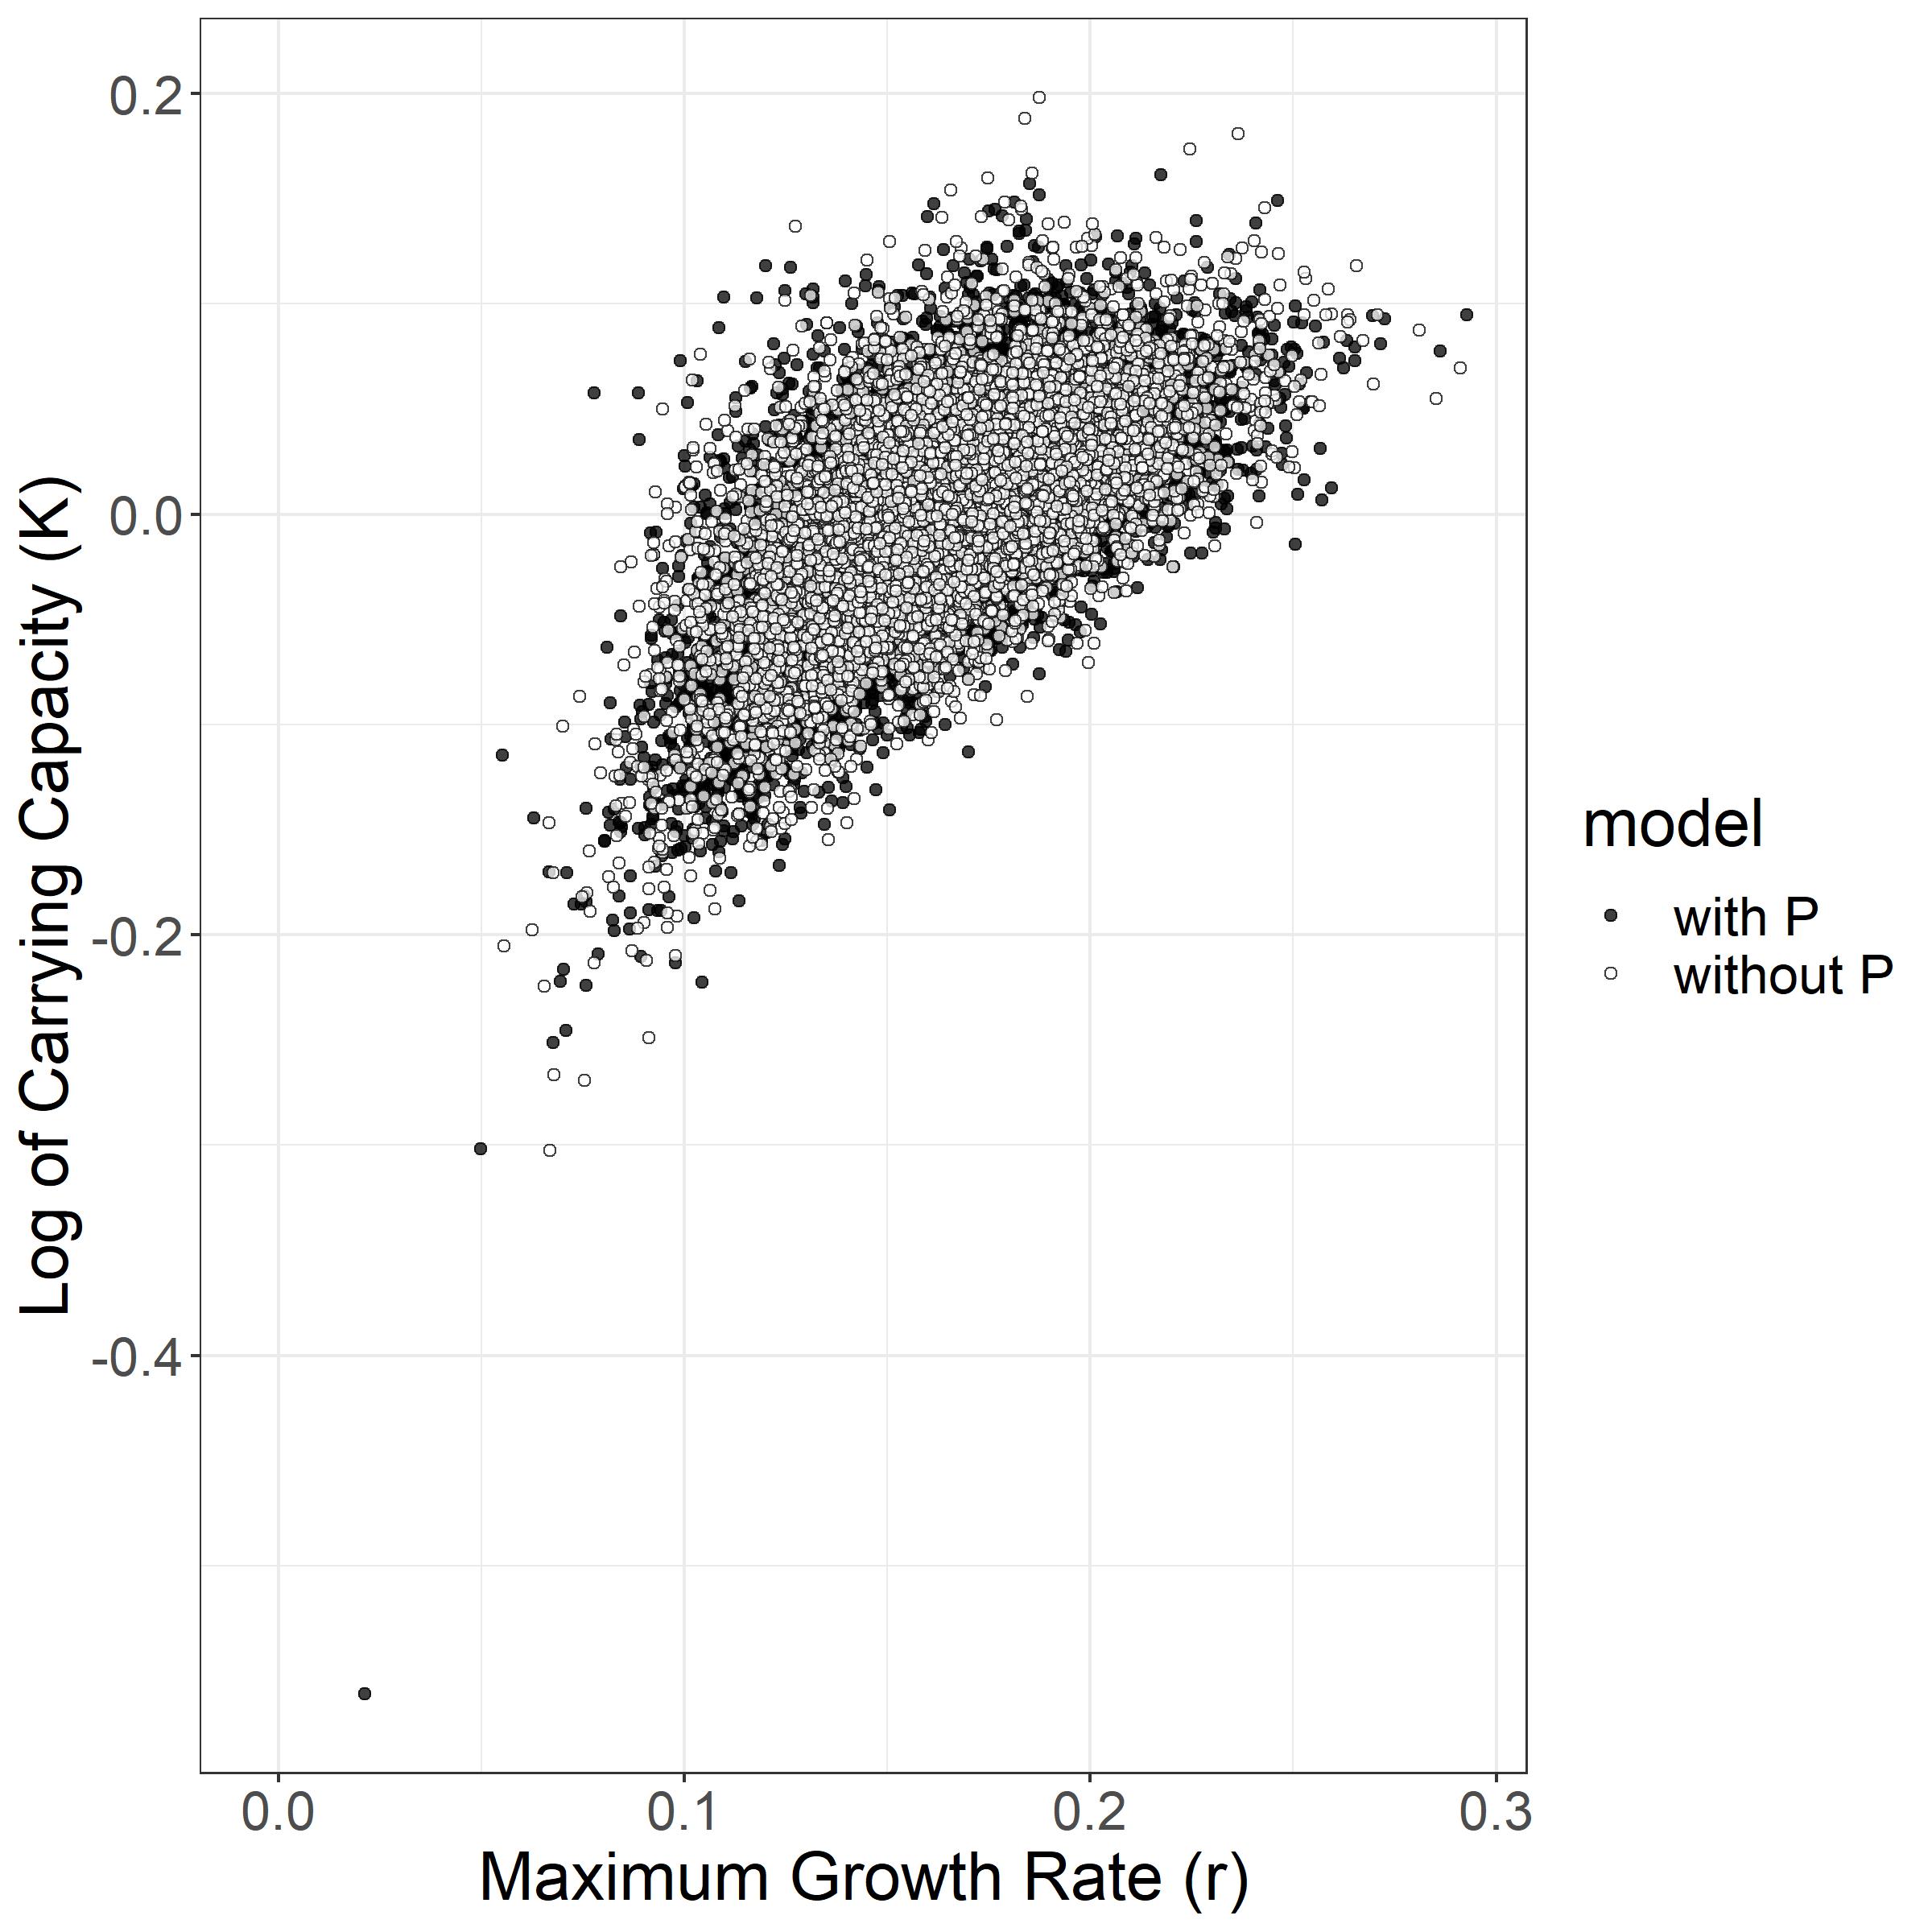 0.2
0.0
-0.2
-0.4
Log of Carrying Capacity (K)
0.0
0.1
0.2
0.3
Maximum Growth Rate (r)
model
with P
without P